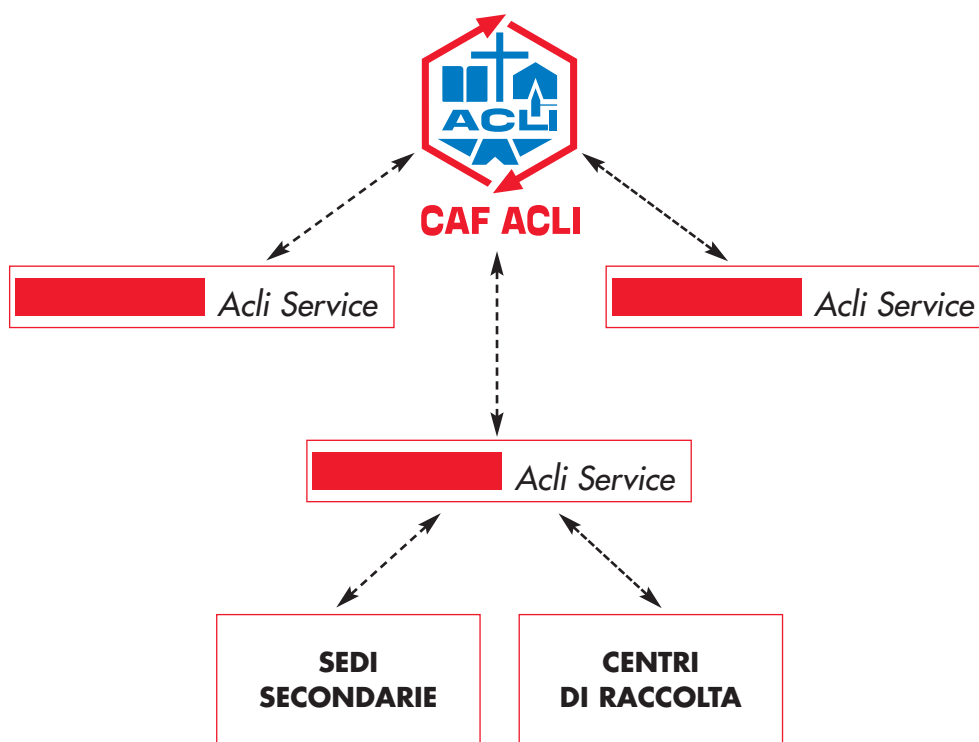 ACLI
CAF ACLI
Acli Service
Acli Service
Acli Service
SEDI
SECONDARIE
CENTRI
DI RACCOLTA